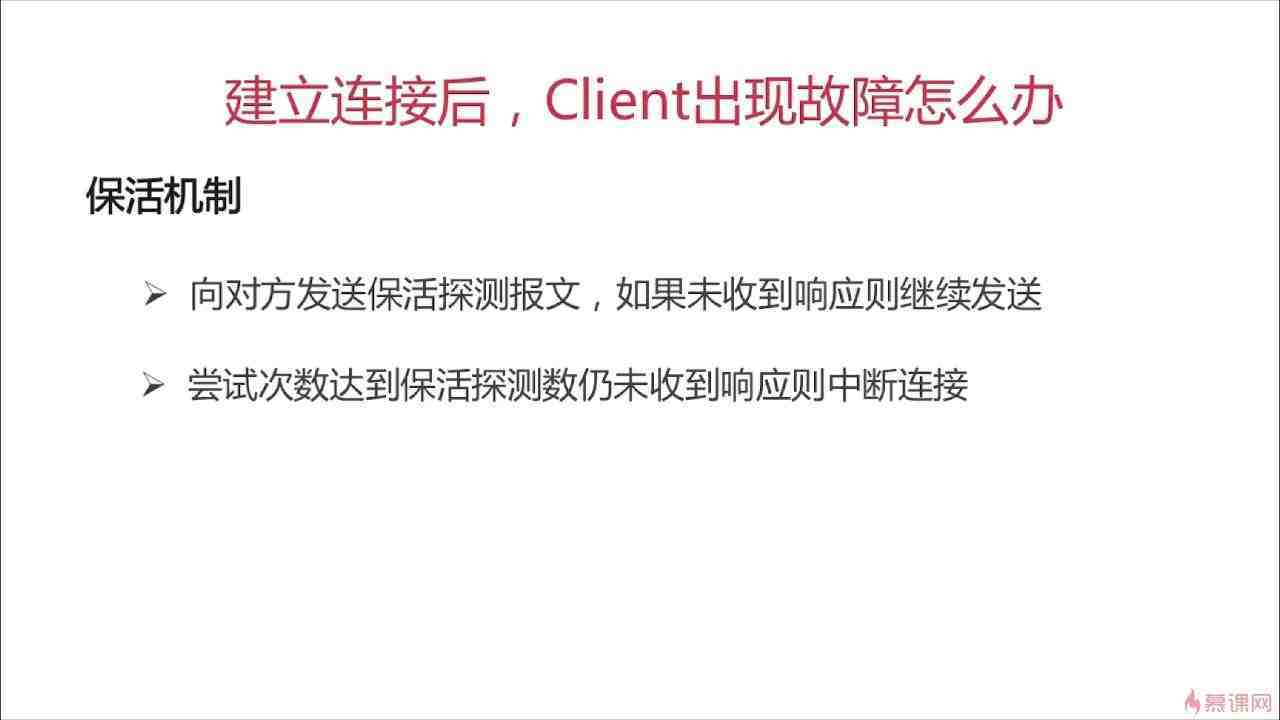 建立连接后，Client出现故障怎么办
保活机制
向对方发送保活探测报文，如果未收到响应则继续发送
尝试次数达到保活探测数仍未收到响应则中断连接
慕课网